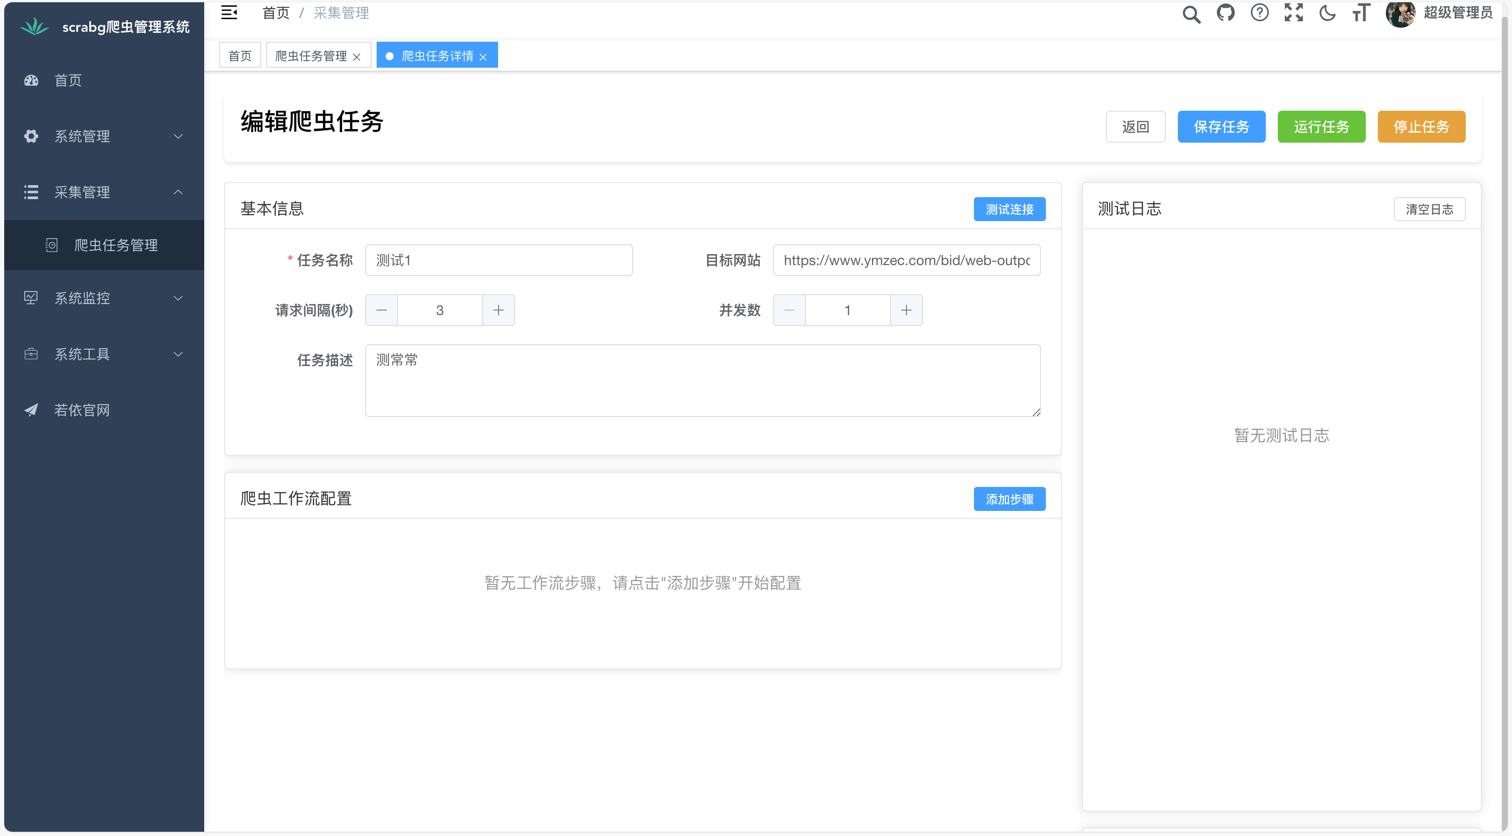 scrabg爬虫管理系统
首页
系统管理
采集管理
爬虫任务管理
系统监控
系统工具
若依官网
首页 / 采集管理
超级管理员
首页
爬虫任务管理
爬虫任务详情
编辑爬虫任务
返回
保存任务
运行任务
停止任务
基本信息
测试连接
* 任务名称 测试1
目标网站 https://www.ymzec.com/bid/web-outpc
请求间隔(秒) 3
并发数 1
任务描述 测常常
爬虫工作流配置
添加步骤
暂无工作流步骤，请点击"添加步骤"开始配置
测试日志
清空日志
暂无测试日志